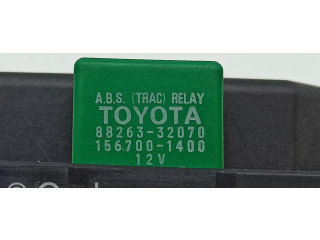 A.B.S. (TRAC) RELAY
TOYOTA
88263-32070
156700-1400
12V